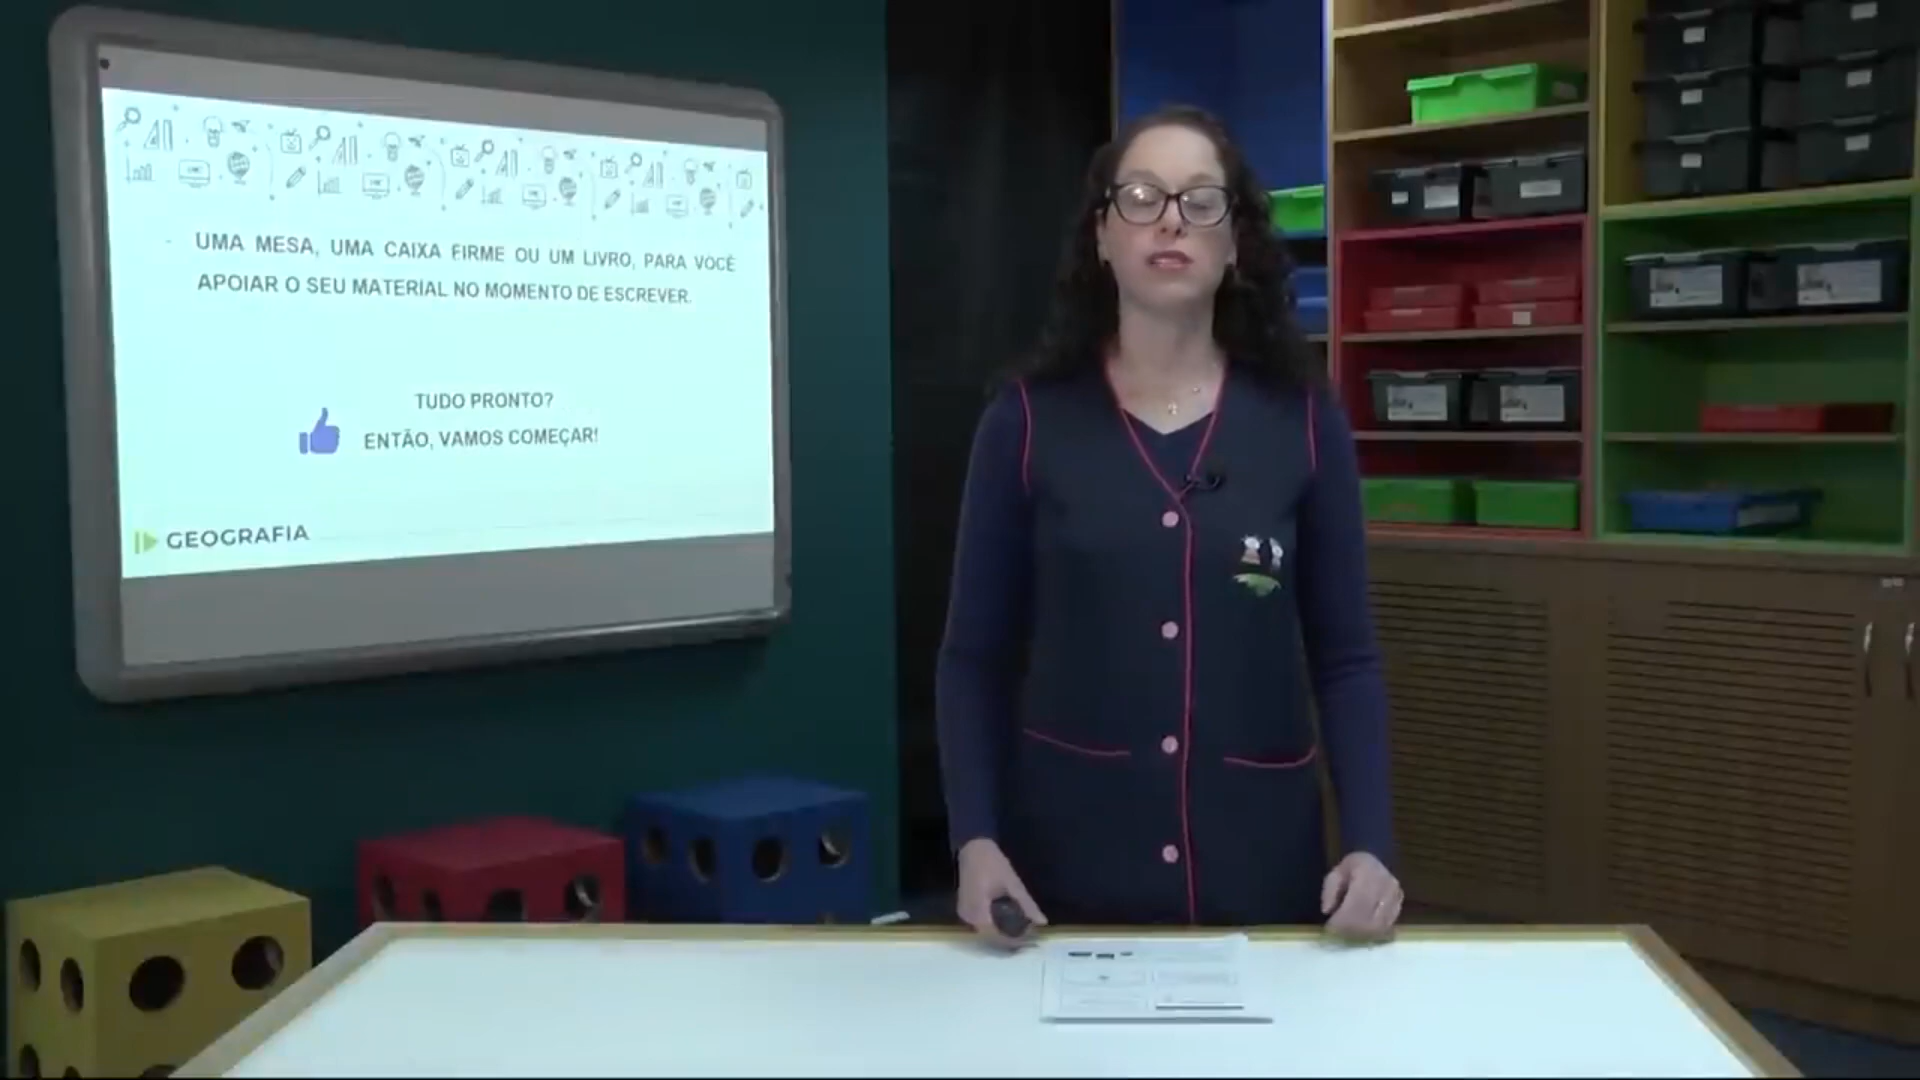 UMA MESA, UMA CAIXA FIRME OU UM LIVRO, PARA VOCÊ
APOIAR O SEU MATERIAL NO MOMENTO DE ESCREVER.
TUDO PRONTO?
ENTÃO, VAMOS COMEÇAR!
GEOGRAFIA